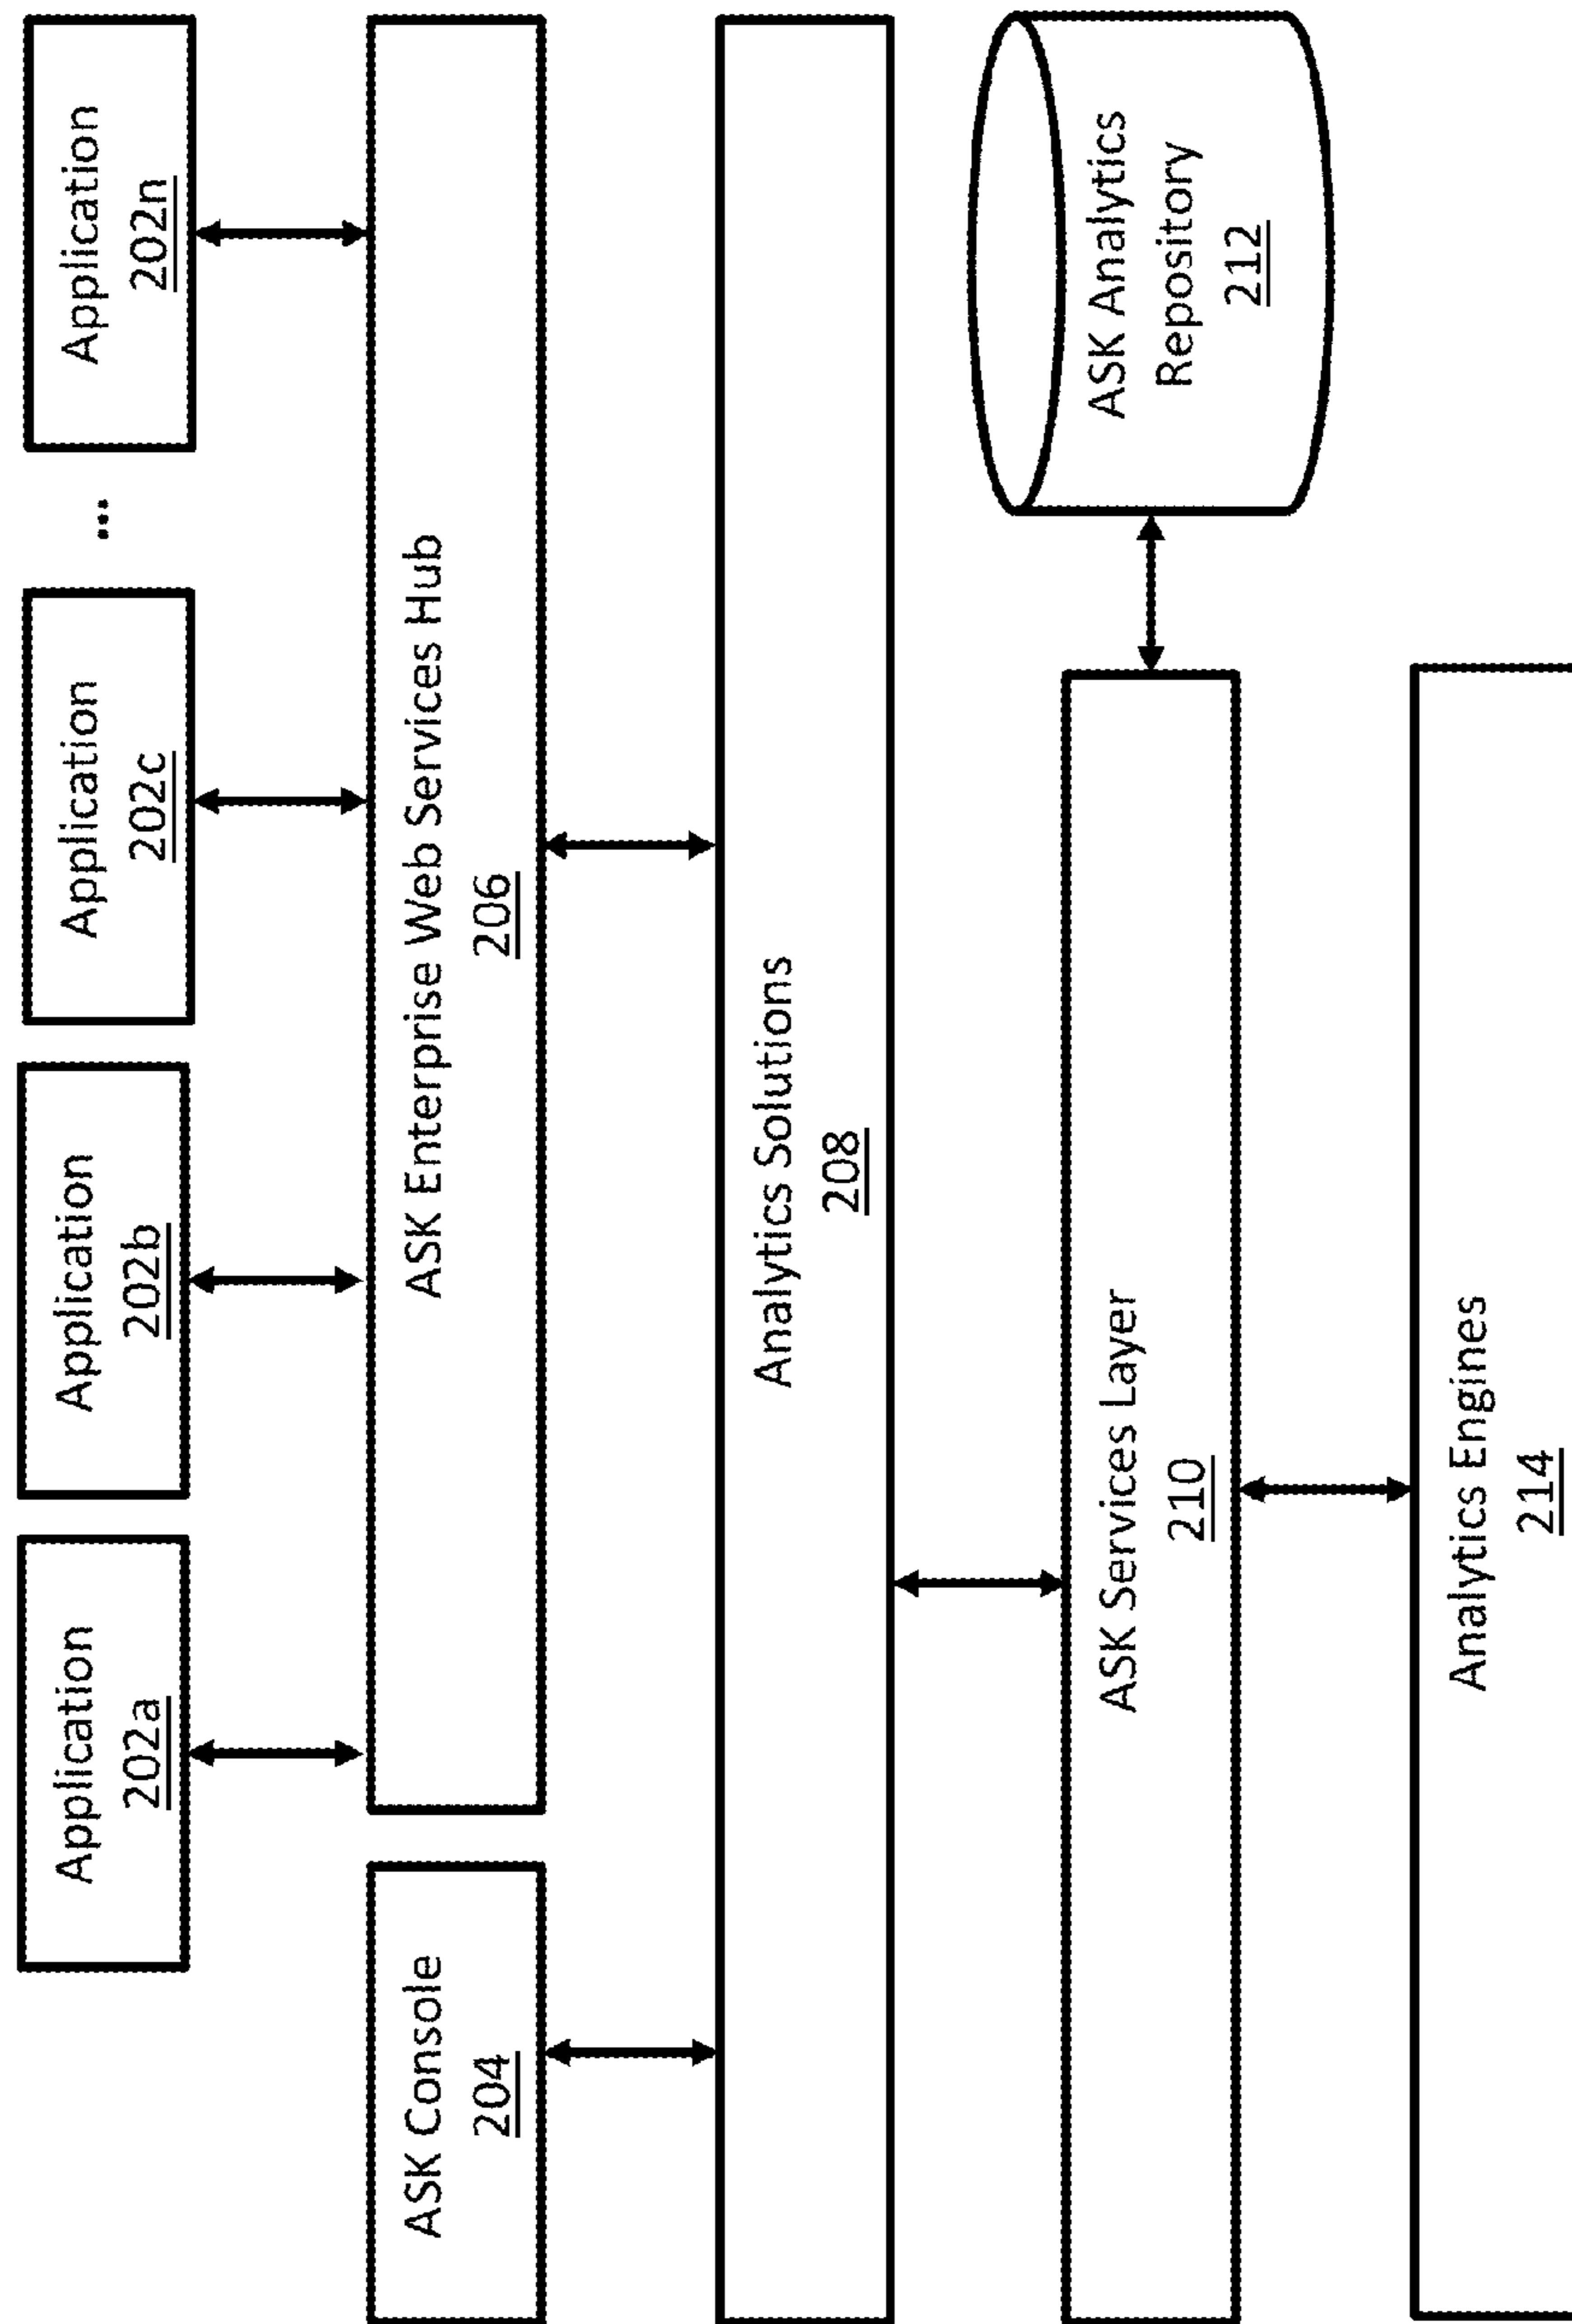 Application
202a
Application
202b
Application
202c
...
Application
202n
ASK Console
204
ASK Enterprise Web Services Hub
206
Analytics Solutions
208
ASK Services Layer
210
ASK Analytics
Repository
212
Analytics Engines
214